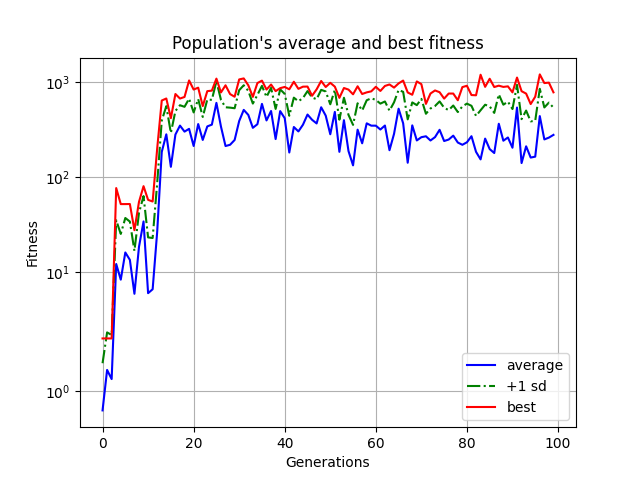 Population's average and best fitness
Fitness
10³
10²
10¹
10⁰
0 20 40 60 80 100
Generations
average
+1 sd
best